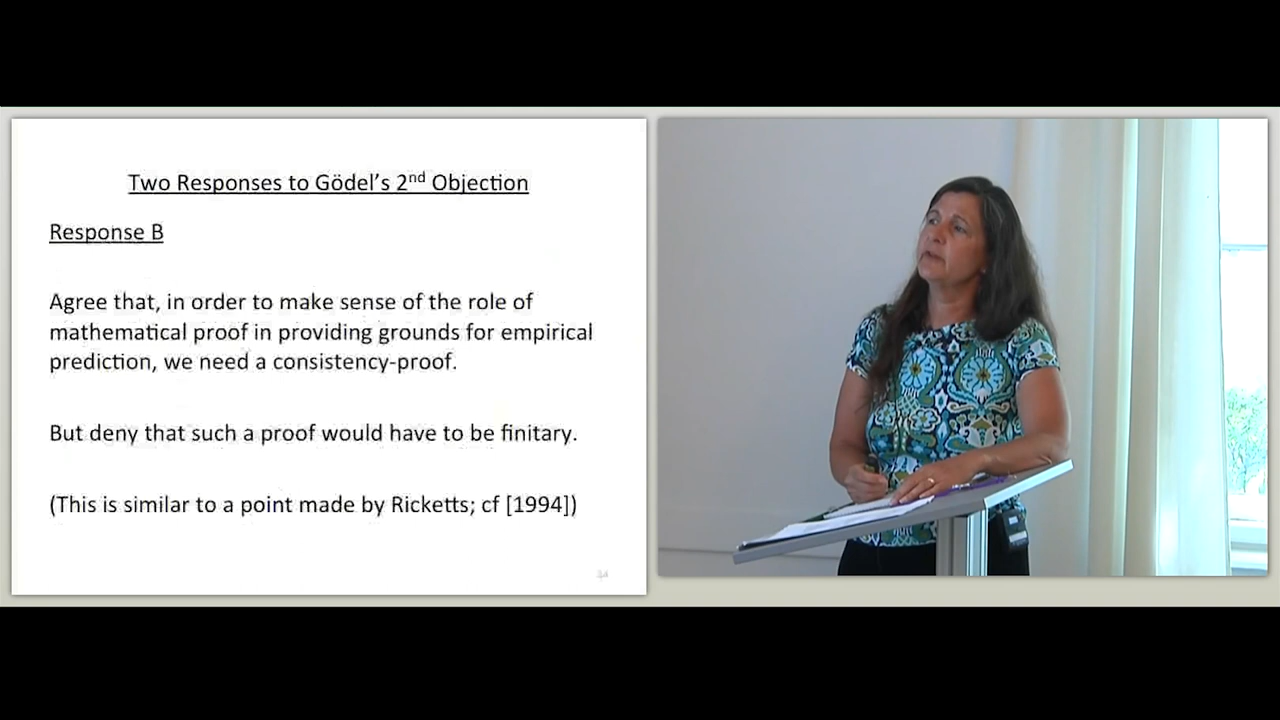 Two Responses to Gödel's 2nd Objection
Response B
Agree that, in order to make sense of the role of
mathematical proof in providing grounds for empirical
prediction, we need a consistency-proof.
But deny that such a proof would have to be finitary.
(This is similar to a point made by Ricketts; cf [1994])